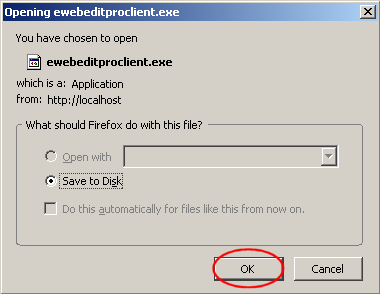 Opening ewebeditproclient.exe
You have chosen to open
ewebeditproclient.exe
which is a: Application
from: http://localhost
What should Firefox do with this file?
Open with
Save to Disk
Do this automatically for files like this from now on.
OK Cancel